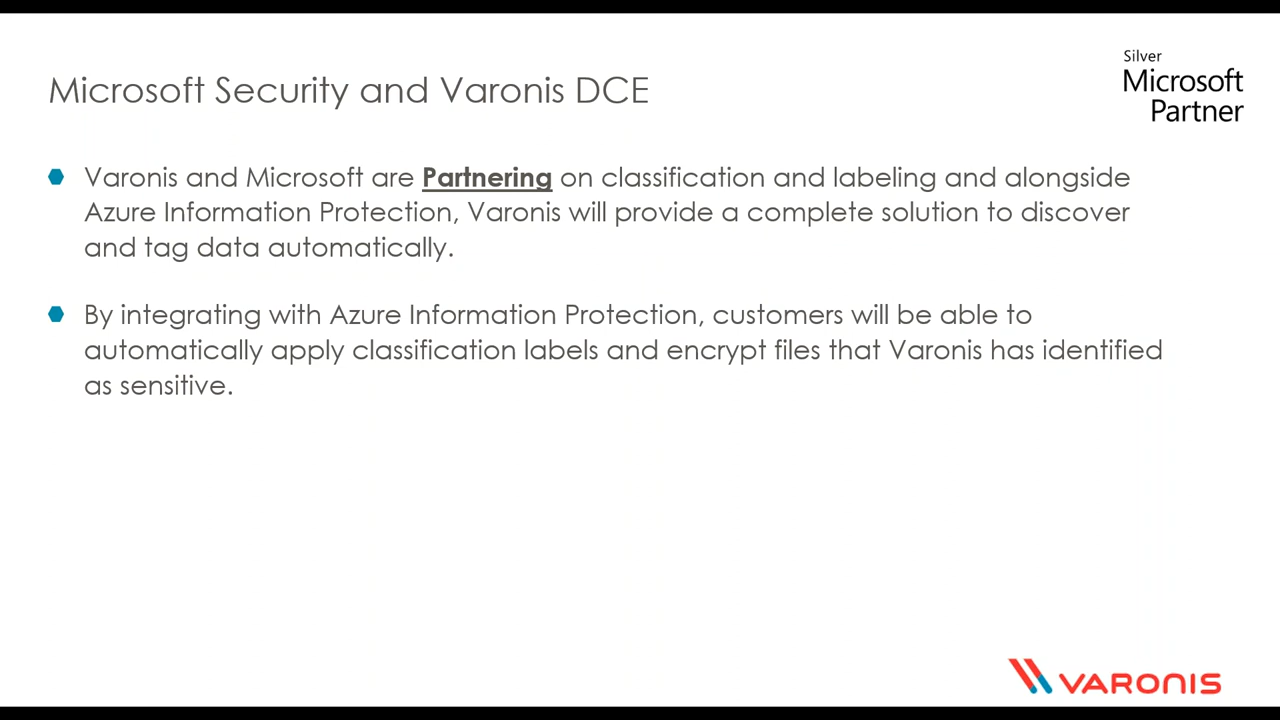 Silver
Microsoft
Partner
Microsoft Security and Varonis DCE
Varonis and Microsoft are Partnering on classification and labeling and alongside
Azure Information Protection, Varonis will provide a complete solution to discover
and tag data automatically.
By integrating with Azure Information Protection, customers will be able to
automatically apply classification labels and encrypt files that Varonis has identified
as sensitive.
VARONIS